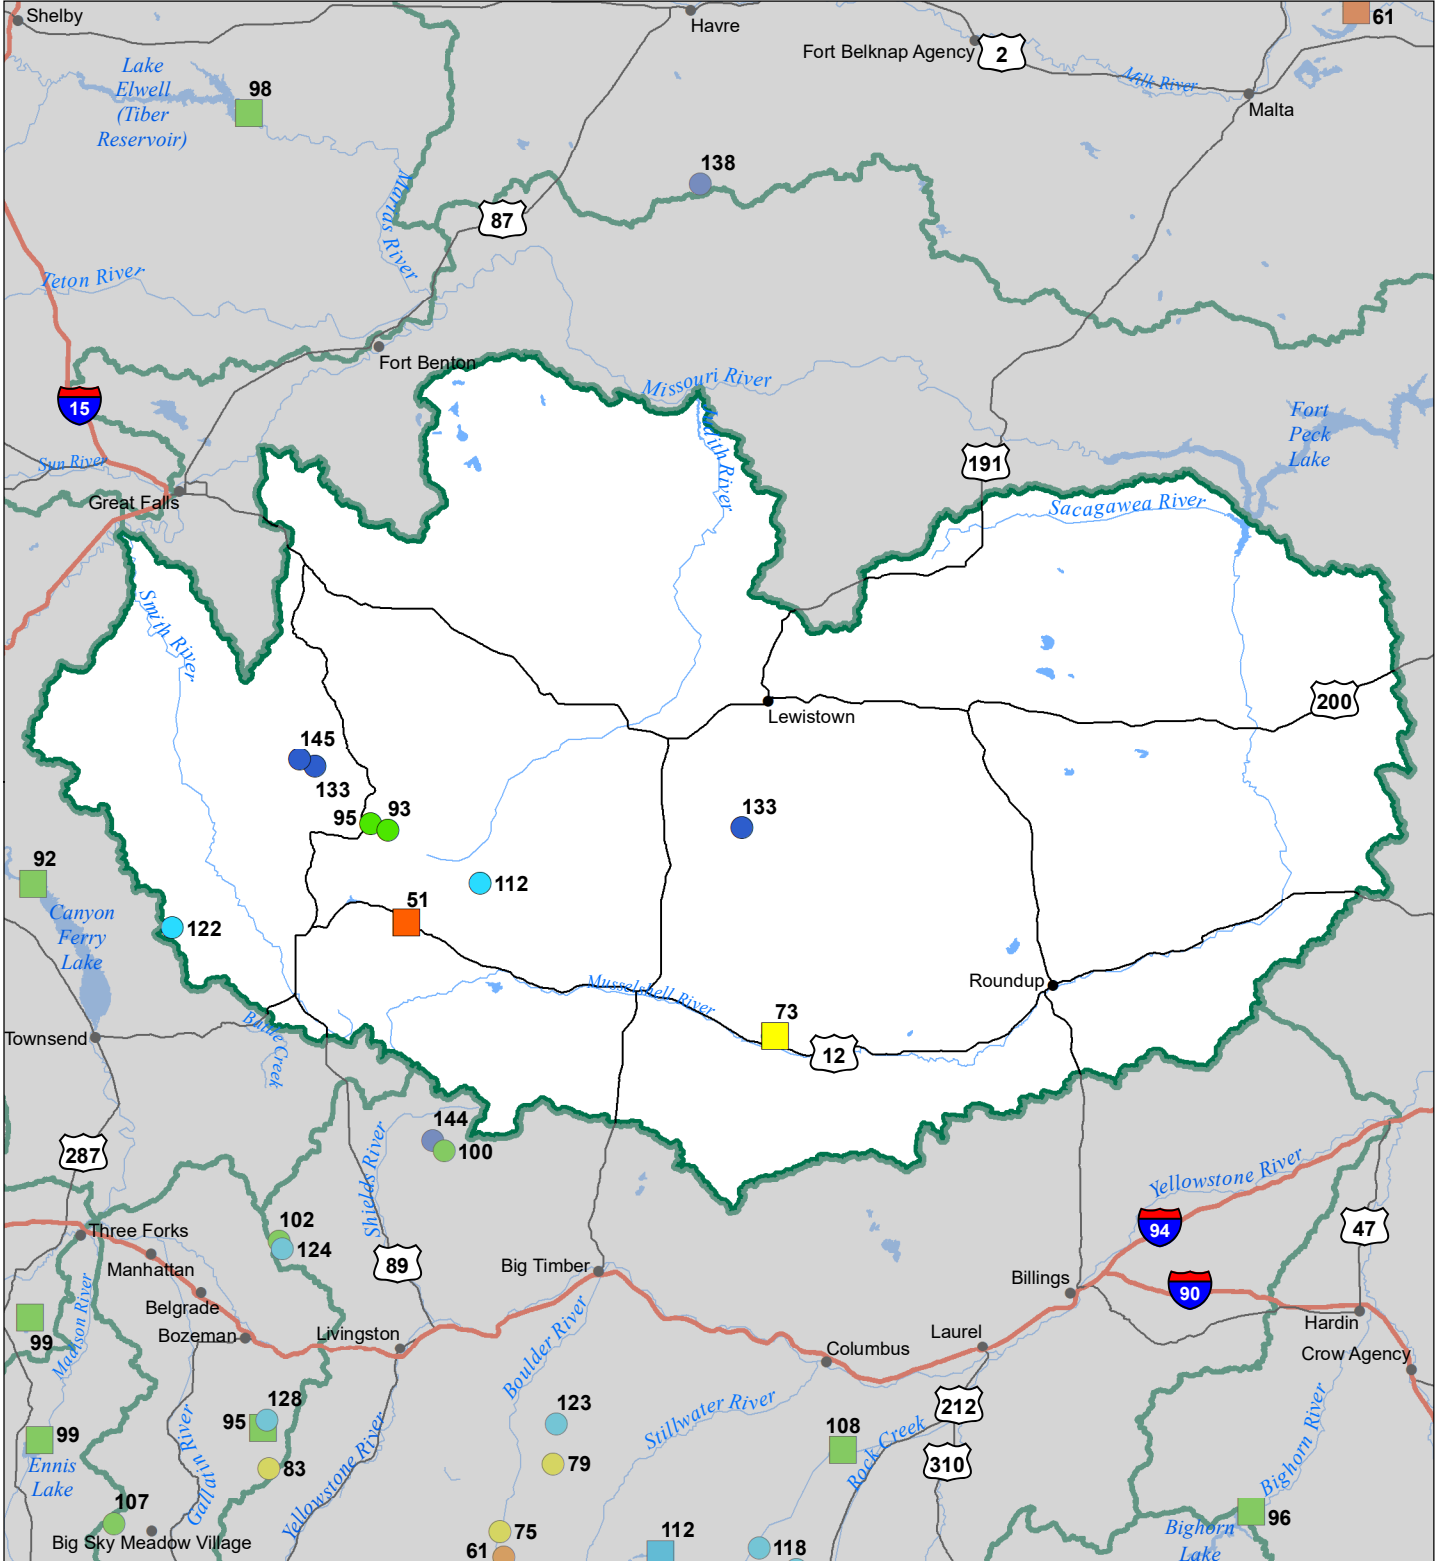 Shelby
Havre
61
Fort Belknap Agency
2
Lake
Elwell
(Tiber
Reservoir)
98
Milk River
Malta
138
Marias River
87
Teton River
Fort Benton
Missouri River
15
Judith River
Fort
Peck
Lake
Sun River
191
Great Falls
Sacagawea River
Smith River
200
Lewistown
145
133
95
93
133
92
112
51
Canyon
Ferry
Lake
122
Roundup
Musselshell River
73
12
Townsend
Battle Creek
144
100
287
Shields River
Yellowstone River
102
124
94
47
Three Forks
Manhattan
89
Big Timber
Billings
90
Belgrade
Madison River
Bozeman
Livingston
Boulder River
Laurel
Hardin
99
Columbus
Crow Agency
128
95
123
Stillwater River
212
99
108
Rock Creek
Ennis
Lake
83
79
310
Gallatin River
Yellowstone River
Bighorn River
107
Big Sky Meadow Village
75
61
112
118
96
Bighorn
Lake